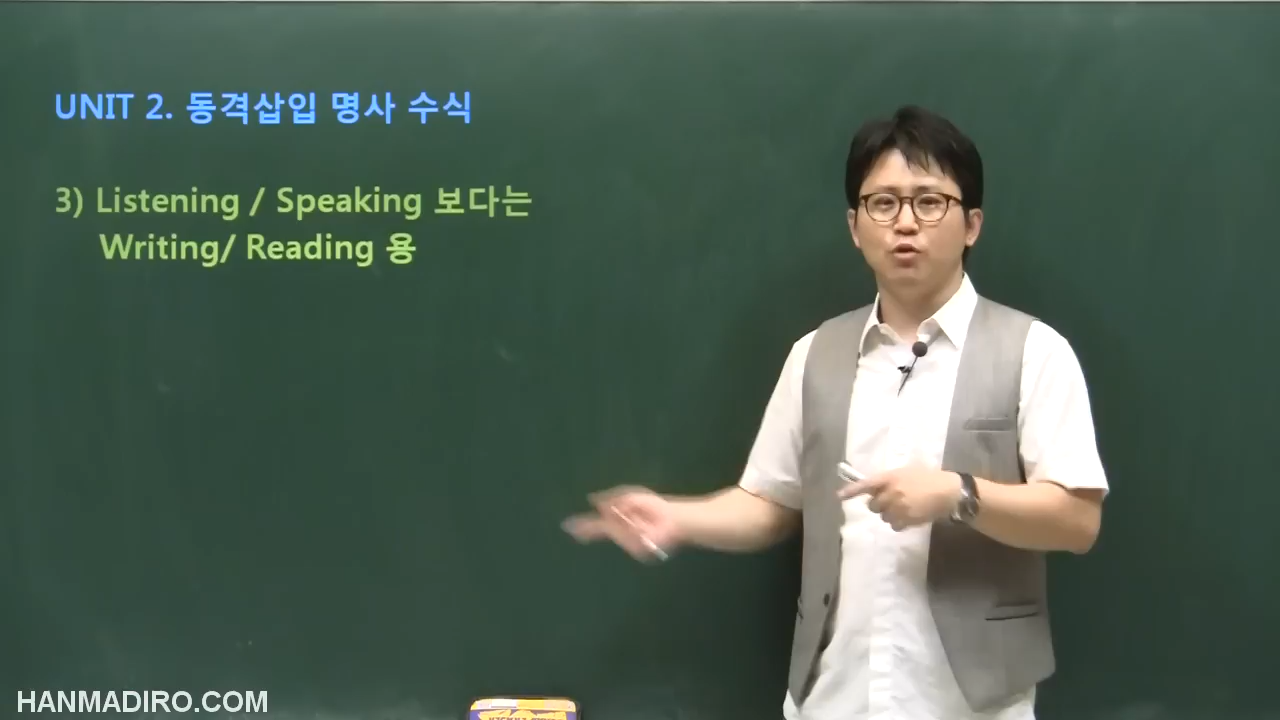 UNIT 2. 동격삽입 명사 수식
3) Listening / Speaking 보다는
Writing/ Reading 용
HANMADIRO.COM